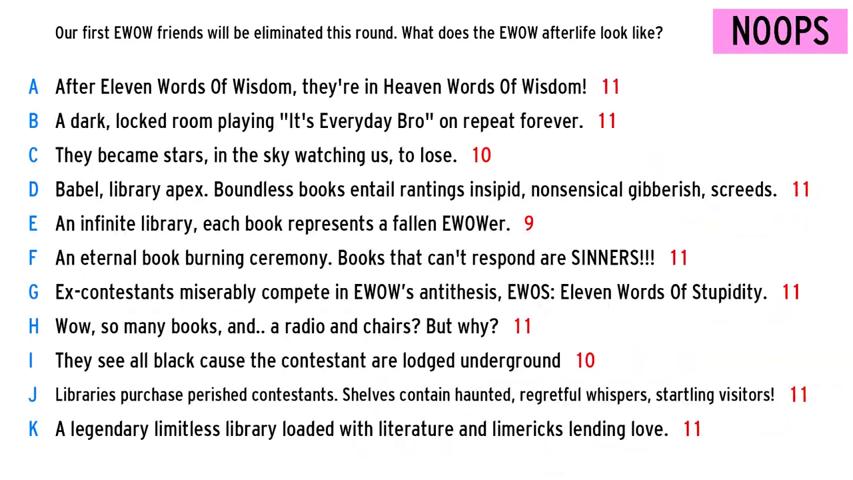 Our first EWOW friends will be eliminated this round. What does the EWOW afterlife look like?
NOOPS
A After Eleven Words Of Wisdom, they're in Heaven Words Of Wisdom! 11
B A dark, locked room playing "It's Everyday Bro" on repeat forever. 11
C They became stars, in the sky watching us, to lose. 10
D Babel, library apex. Boundless books entail rantings insipid, nonsensical gibberish, screeds. 11
E An infinite library, each book represents a fallen EWOWer. 9
F An eternal book burning ceremony. Books that can't respond are SINNERS!!! 11
G Ex-contestants miserably compete in EWOW’s antithesis, EWOS: Eleven Words Of Stupidity. 11
H Wow, so many books, and.. a radio and chairs? But why? 11
I They see all black cause the contestant are lodged underground 10
J Libraries purchase perished contestants. Shelves contain haunted, regretful whispers, startling visitors! 11
K A legendary limitless library loaded with literature and limericks lending love. 11